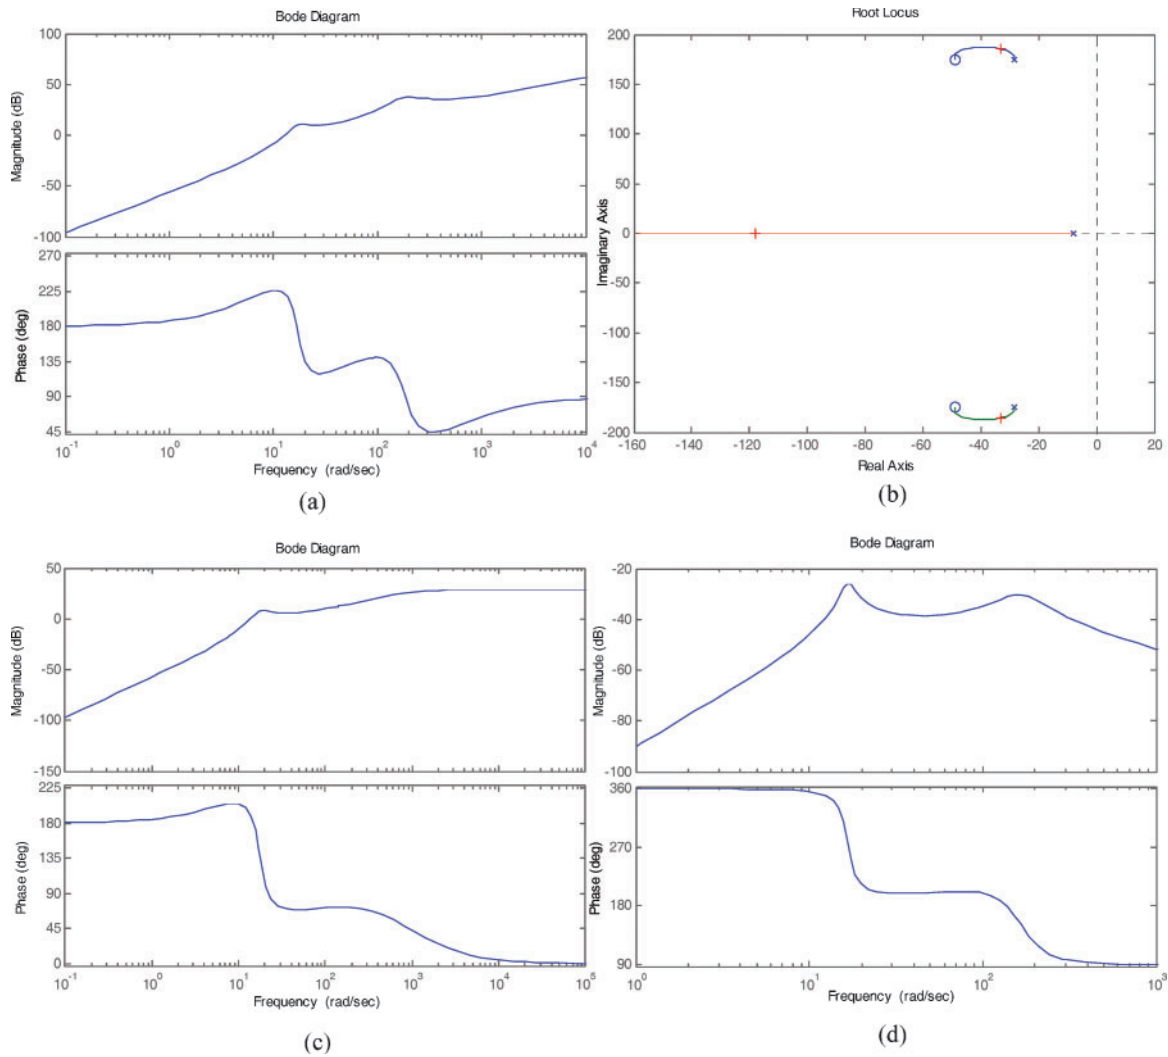 Bode Diagram
Magnitude (dB)
100
50
0
-50
-100
Phase (deg)
270
225
180
135
90
45
10^-1 10^0 10^1 10^2 10^3 10^4
Frequency (rad/sec)
(a)
Root Locus
Imaginary Axis
200
150
100
50
0
-50
-100
-150
-200
-160 -140 -120 -100 -80 -60 -40 -20 0 20
Real Axis
(b)
Bode Diagram
Magnitude (dB)
50
0
-50
-100
-150
Phase (deg)
225
180
135
90
45
0
10^-1 10^0 10^1 10^2 10^3 10^4 10^5
Frequency (rad/sec)
(c)
Bode Diagram
Magnitude (dB)
-20
-40
-60
-80
-100
Phase (deg)
360
270
180
90
10^0 10^1 10^2 10^3
Frequency (rad/sec)
(d)